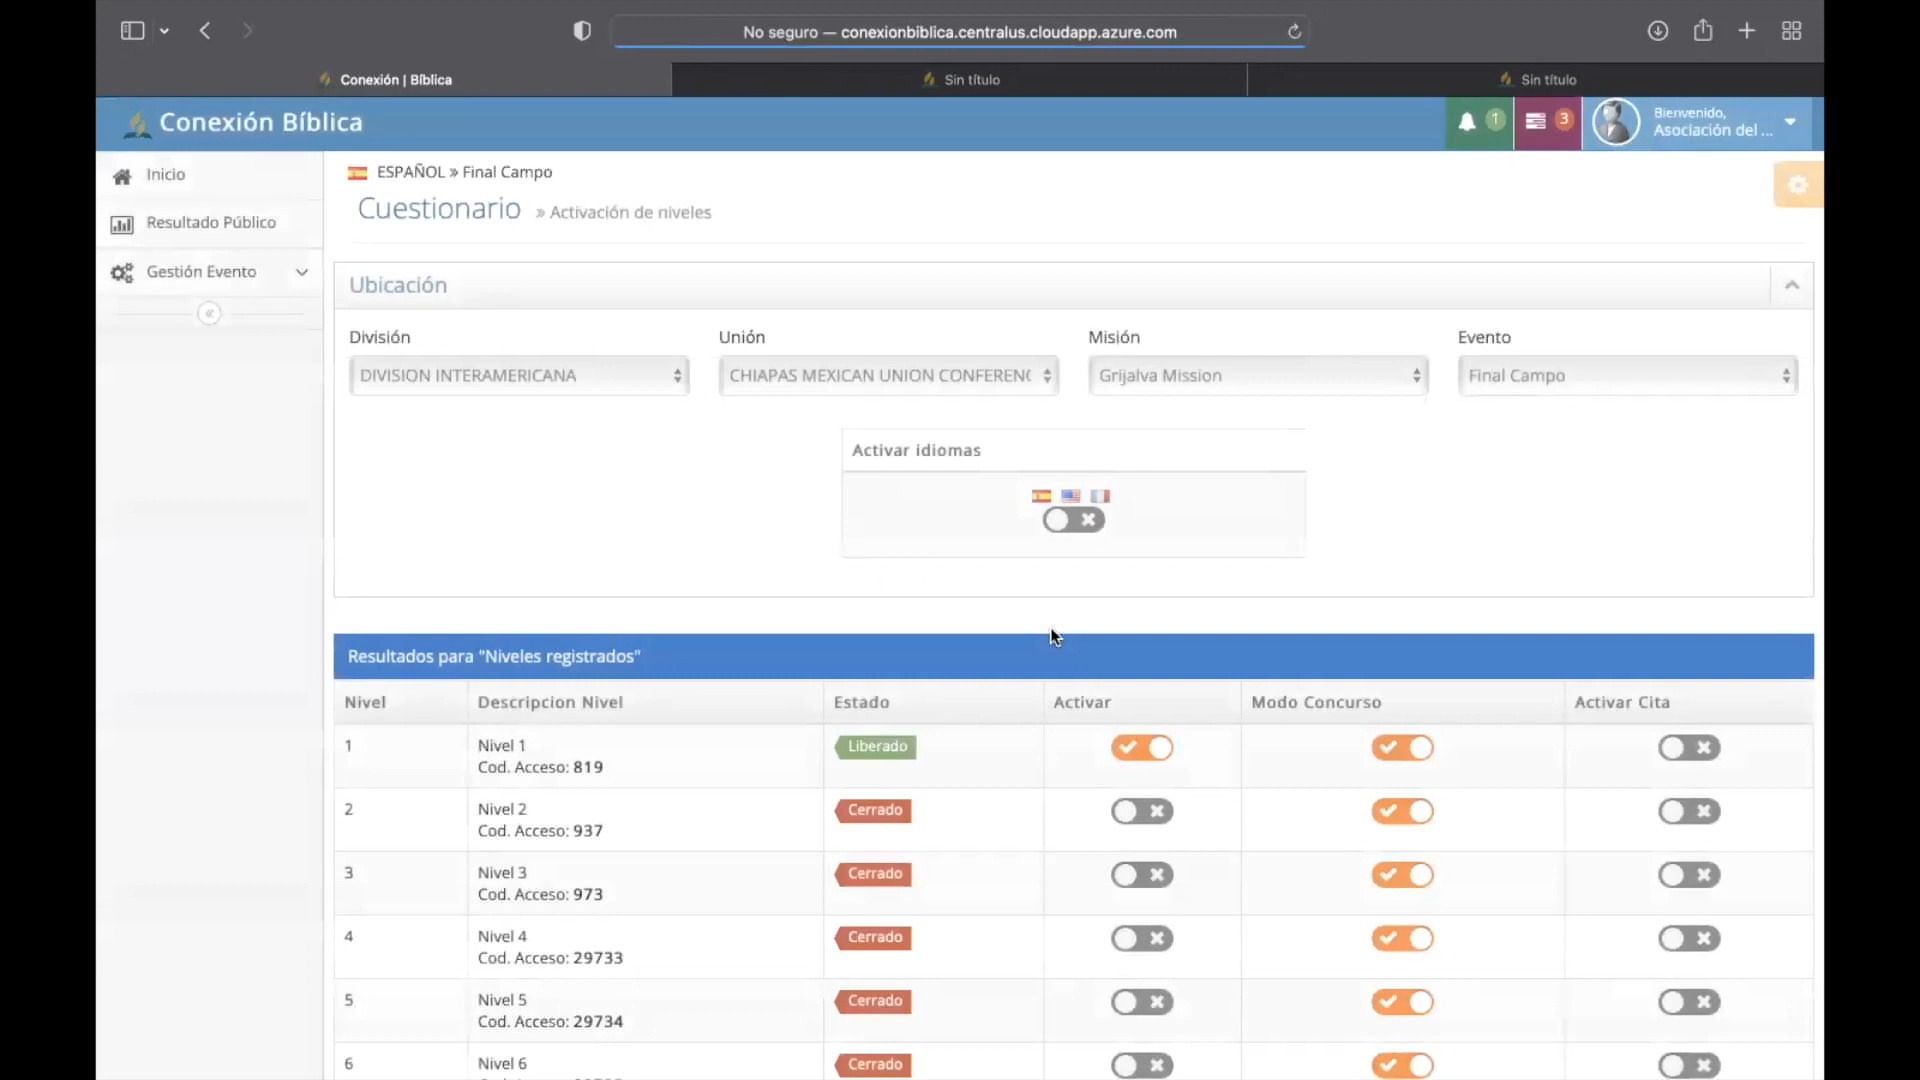 No seguro — conexionbiblica.centralus.cloudapp.azure.com
Conexión | Bíblica
Sin título
Sin título
Conexión Bíblica
1
3
Bienvenido,
Asociación del ...
Inicio
Resultado Público
Gestión Evento
ESPAÑOL » Final Campo
Cuestionario » Activación de niveles
Ubicación
División
Unión
Misión
Evento
DIVISION INTERAMERICANA
CHIAPAS MEXICAN UNION CONFERENC
Grijalva Mission
Final Campo
Activar idiomas
Resultados para "Niveles registrados"
Nivel
Descripcion Nivel
Estado
Activar
Modo Concurso
Activar Cita
1
Nivel 1
Cod. Acceso: 819
Liberado
2
Nivel 2
Cod. Acceso: 937
Cerrado
3
Nivel 3
Cod. Acceso: 973
Cerrado
4
Nivel 4
Cod. Acceso: 29733
Cerrado
5
Nivel 5
Cod. Acceso: 29734
Cerrado
6
Nivel 6
Cerrado